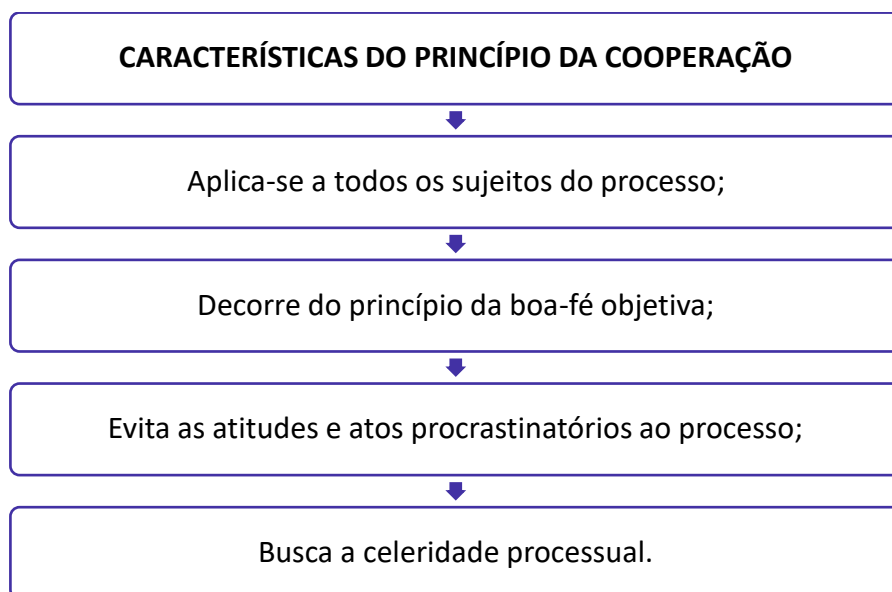 CARACTERÍSTICAS DO PRINCÍPIO DA COOPERAÇÃO
Aplica-se a todos os sujeitos do processo;
Decorre do princípio da boa-fé objetiva;
Evita as atitudes e atos procrastinatórios ao processo;
Busca a celeridade processual.